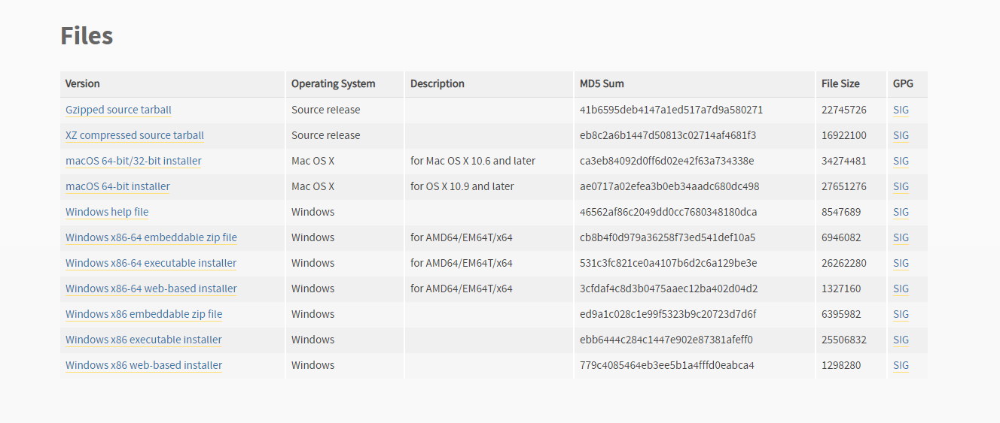 Files
Version Operating System Description MD5 Sum File Size GPG
Gzipped source tarball Source release 41b6595deb4147a1ed517a7d9a580271 22745726 SIG
XZ compressed source tarball Source release eb8c2a6b1447d50813c02714af4681f3 16922100 SIG
macOS 64-bit/32-bit installer Mac OS X for Mac OS X 10.6 and later ca3eb84092d0ff6d02e42f63a734338e 34274481 SIG
macOS 64-bit installer Mac OS X for OS X 10.9 and later ae0717a02efea3b0eb34aadc680dc498 27651276 SIG
Windows help file Windows 46562af86c2049dd0cc7680348180dca 8547689 SIG
Windows x86-64 embeddable zip file Windows for AMD64/EM64T/x64 cb8b4f0d979a36258f73ed541def10a5 6946082 SIG
Windows x86-64 executable installer Windows for AMD64/EM64T/x64 531c3fc821ce0a4107b6d2c6a129be3e 26262280 SIG
Windows x86-64 web-based installer Windows for AMD64/EM64T/x64 3cfdaf4c8d3b0475aaec12ba402d04d2 1327160 SIG
Windows x86 embeddable zip file Windows ed9a1c028c1e99f5323b9c20723d7d6f 6395982 SIG
Windows x86 executable installer Windows ebb6444c284c1447e902e87381afeff0 25506832 SIG
Windows x86 web-based installer Windows 779c4085464eb3ee5b1a4fffd0eabca4 1298280 SIG